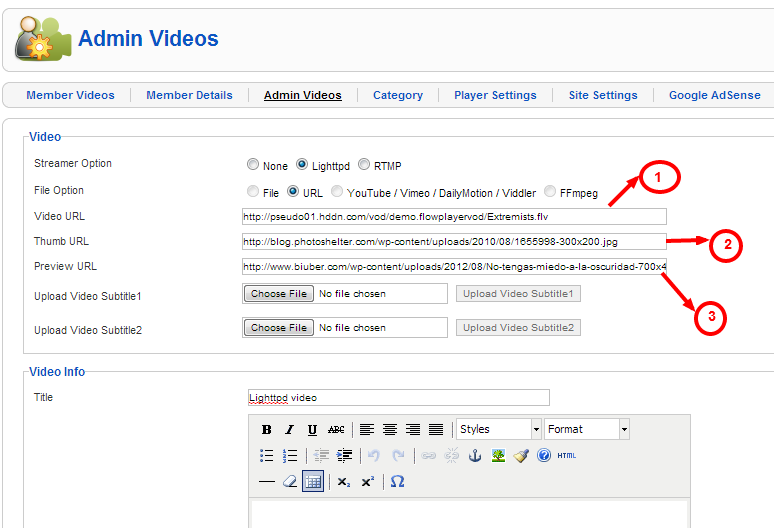 Admin Videos
Member Videos Member Details Admin Videos Category Player Settings Site Settings Google AdSense
Video
Streamer Option None Lighttpd RTMP
1
File Option File URL YouTube / Vimeo / DailyMotion / Viddler FFmpeg
Video URL http://pseudo01.hddn.com/vod/demo.flowplayervod/Extremists.flv
Thumb URL http://blog.photoshelter.com/wp-content/uploads/2010/08/1655998-300x200.jpg 2
Preview URL http://www.biuber.com/wp-content/uploads/2012/08/No-tengas-miedo-a-la-oscuridad-700x4
Upload Video Subtitle1 Choose File No file chosen Upload Video Subtitle1
3
Upload Video Subtitle2 Choose File No file chosen Upload Video Subtitle2
Video Info
Title Lighttpd video
B I U ABC Styles Format
HTML
x₂ x² Ω